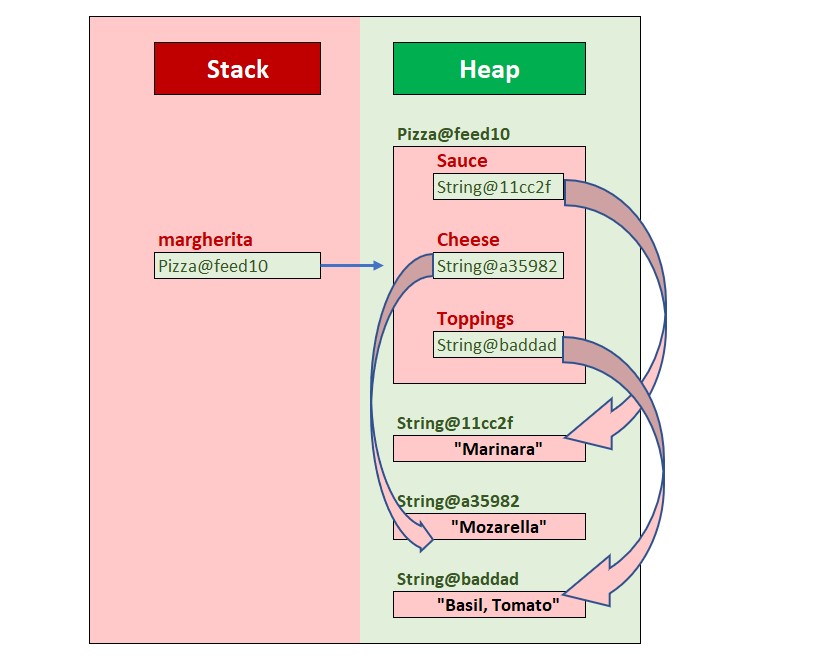 Stack
Heap
Pizza@feed10
Sauce
String@11cc2f
margherita
Pizza@feed10
Cheese
String@a35982
Toppings
String@baddad
String@11cc2f
"Marinara"
String@a35982
"Mozarella"
String@baddad
"Basil, Tomato"